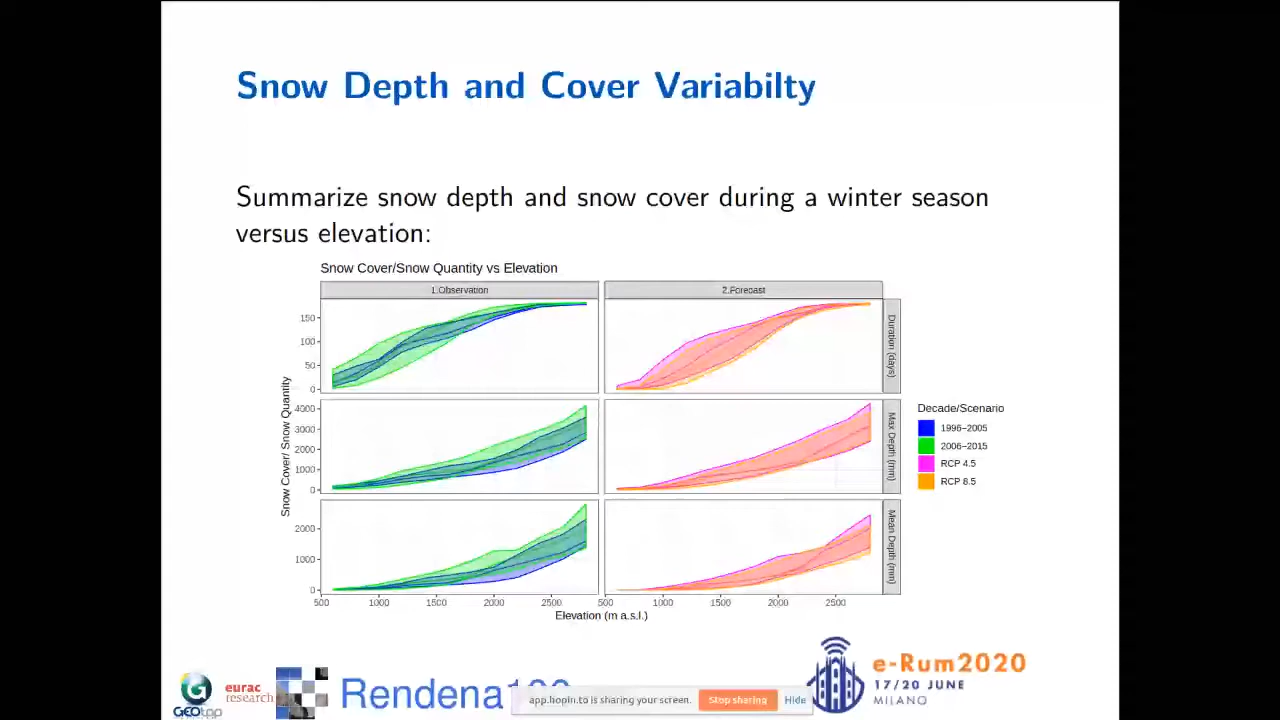 Snow Depth and Cover Variabilty
Summarize snow depth and snow cover during a winter season
versus elevation:
Snow Cover/Snow Quantity vs Elevation
1.Observation
2.Forecast
150
100
50
0
Duration (days)
4000
3000
2000
1000
0
Max Depth (mm)
2000
1000
0
Mean Depth (mm)
Snow Cover/ Snow Quantity
500 1000 1500 2000 2500
500 1000 1500 2000 2500
Elevation (m a.s.l.)
Decade/Scenario
1996−2005
2006−2015
RCP 4.5
RCP 8.5
GEOtop
eurac
research
Rendena100
app.hopin.to is sharing your screen.
Stop sharing
Hide
e-Rum2020
17/20 JUNE
MILANO